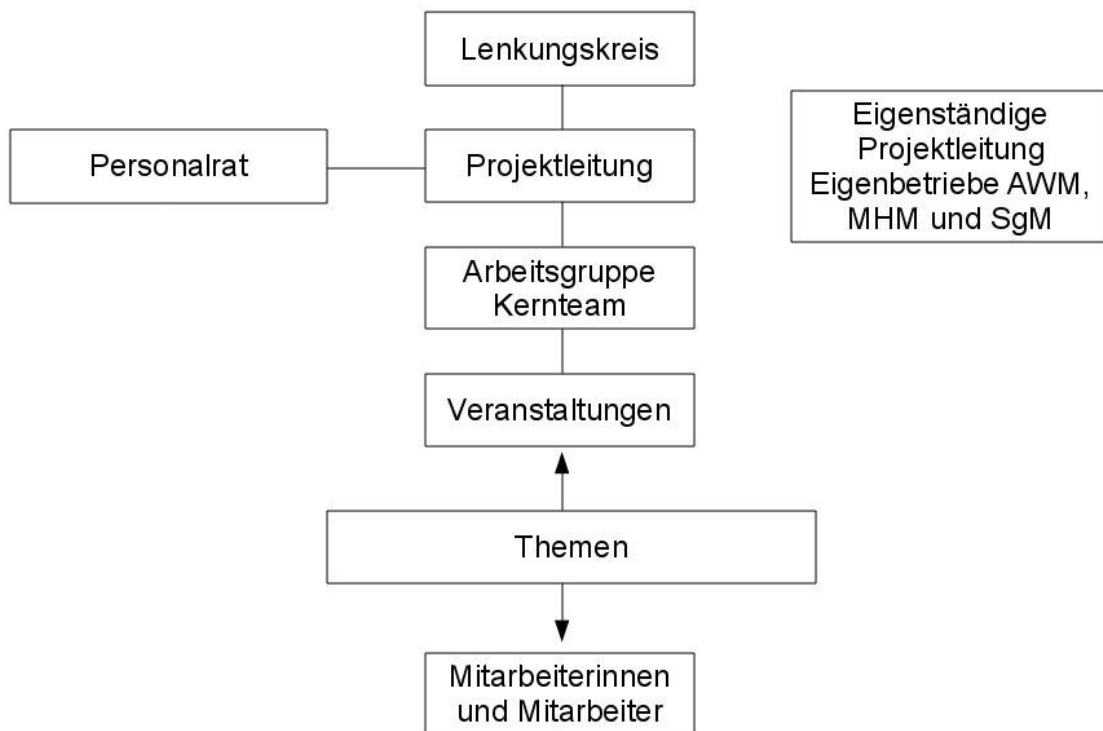 Lenkungskreis
Personalrat
Projektleitung
Eigenständige
Projektleitung
Eigenbetriebe AWM,
MHM und SgM
Arbeitsgruppe
Kernteam
Veranstaltungen
Themen
Mitarbeiterinnen
und Mitarbeiter